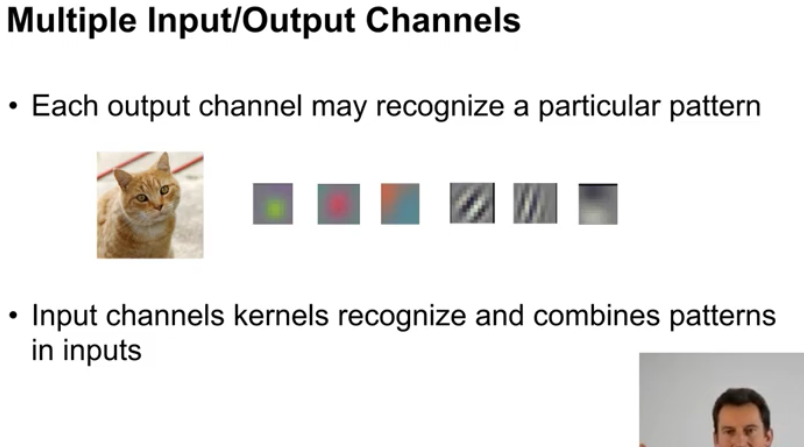 Multiple Input/Output Channels
• Each output channel may recognize a particular pattern
• Input channels kernels recognize and combines patterns
in inputs